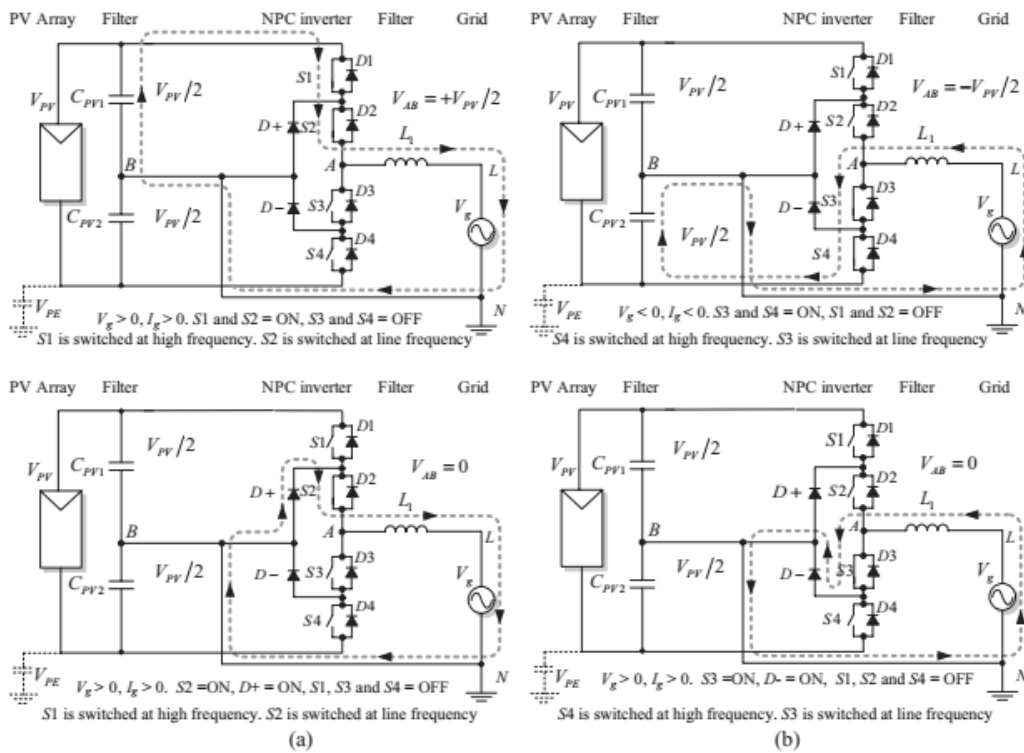 PV Array Filter NPC inverter Filter Grid
D1
S1
V_PV
C_PV1
V_PV/2
V_AB = +V_PV/2
D2
D+
S2
L_1
B
A
L
D3
C_PV2
V_PV/2
D−
S3
V_g
D4
S4
V_PE
N
V_g > 0, I_g > 0. S1 and S2 = ON, S3 and S4 = OFF
S1 is switched at high frequency. S2 is switched at line frequency
PV Array Filter NPC inverter Filter Grid
D1
S1
V_PV
C_PV1
V_PV/2
V_AB = −V_PV/2
D2
D+
S2
L_1
B
A
L
D3
C_PV2
V_PV/2
D−
S3
V_g
D4
S4
V_PE
N
V_g < 0, I_g < 0. S3 and S4 = ON, S1 and S2 = OFF
S4 is switched at high frequency. S3 is switched at line frequency
PV Array Filter NPC inverter Filter Grid
D1
S1
V_PV
C_PV1
V_PV/2
V_AB = 0
D2
D+
S2
L_1
B
A
L
D3
C_PV2
V_PV/2
D−
S3
V_g
D4
S4
V_PE
N
V_g > 0, I_g > 0. S2 =ON, D+ = ON, S1, S3 and S4 = OFF
S1 is switched at high frequency. S2 is switched at line frequency
(a)
PV Array Filter NPC inverter Filter Grid
D1
S1
V_PV
C_PV1
V_PV/2
V_AB = 0
D2
D+
S2
L_1
B
A
L
D3
C_PV2
V_PV/2
D−
S3
V_g
D4
S4
V_PE
N
V_g > 0, I_g > 0. S3 =ON, D- = ON, S1, S2 and S4 = OFF
S4 is switched at high frequency. S3 is switched at line frequency
(b)